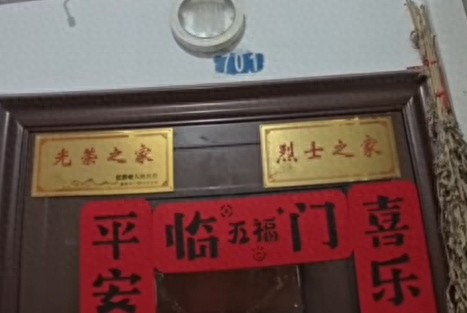 701
光荣之家
烈士之家
临五福门
平安
喜乐